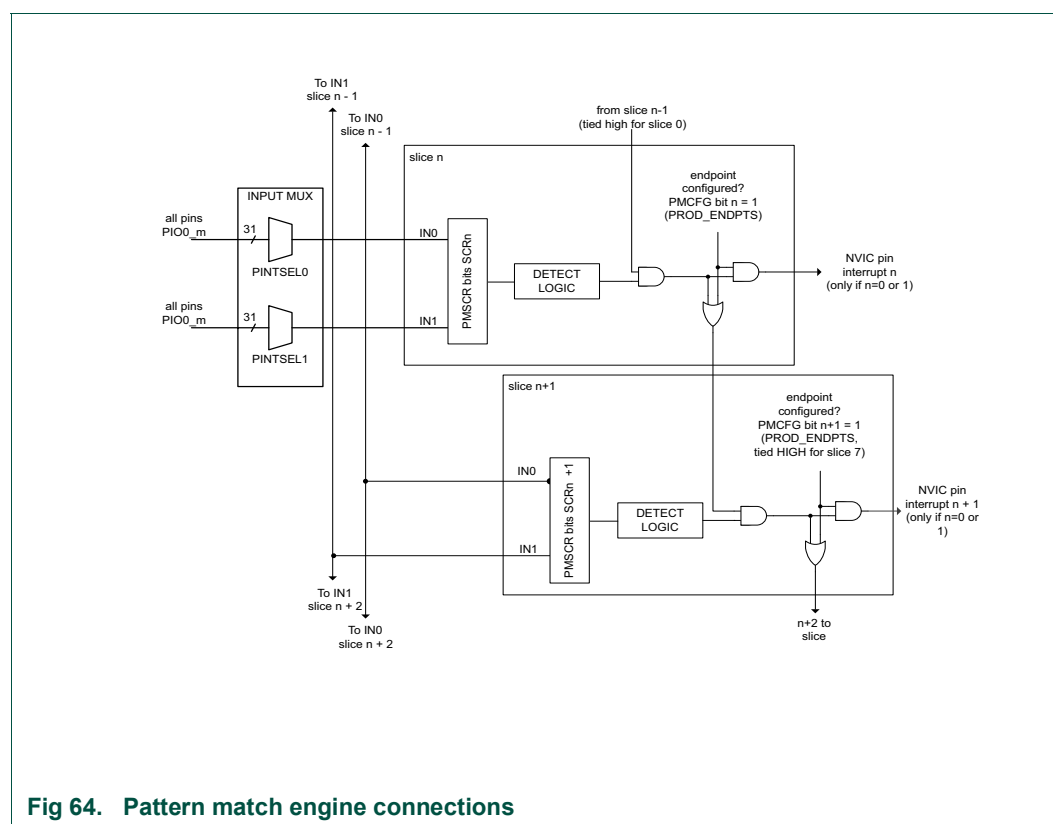 To IN1
slice n - 1
To IN0
slice n - 1
from slice n-1
(tied high for slice 0)
slice n
endpoint
configured?
PMCFG bit n = 1
(PROD_ENDPTS)
INPUT MUX
all pins
PIO0_m
31
PINTSEL0
IN0
PMSCR bits SCRn
DETECT
LOGIC
NVIC pin
interrupt n
(only if n=0 or 1)
all pins
PIO0_m
31
PINTSEL1
IN1
slice n+1
endpoint
configured?
PMCFG bit n+1 = 1
(PROD_ENDPTS,
tied HIGH for slice 7)
IN0
PMSCR bits SCRn +1
DETECT
LOGIC
NVIC pin
interrupt n + 1
(only if n=0 or
1)
IN1
To IN1
slice n + 2
To IN0
slice n + 2
n+2 to
slice
Fig 64. Pattern match engine connections